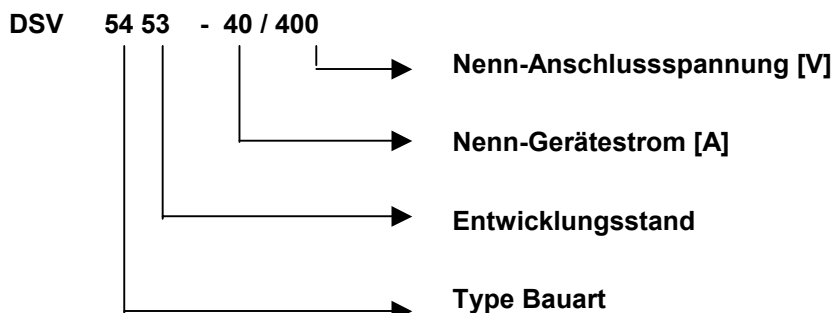 DSV 54 53 - 40 / 400
Nenn-Anschlussspannung [V]
Nenn-Gerätestrom [A]
Entwicklungsstand
Type Bauart